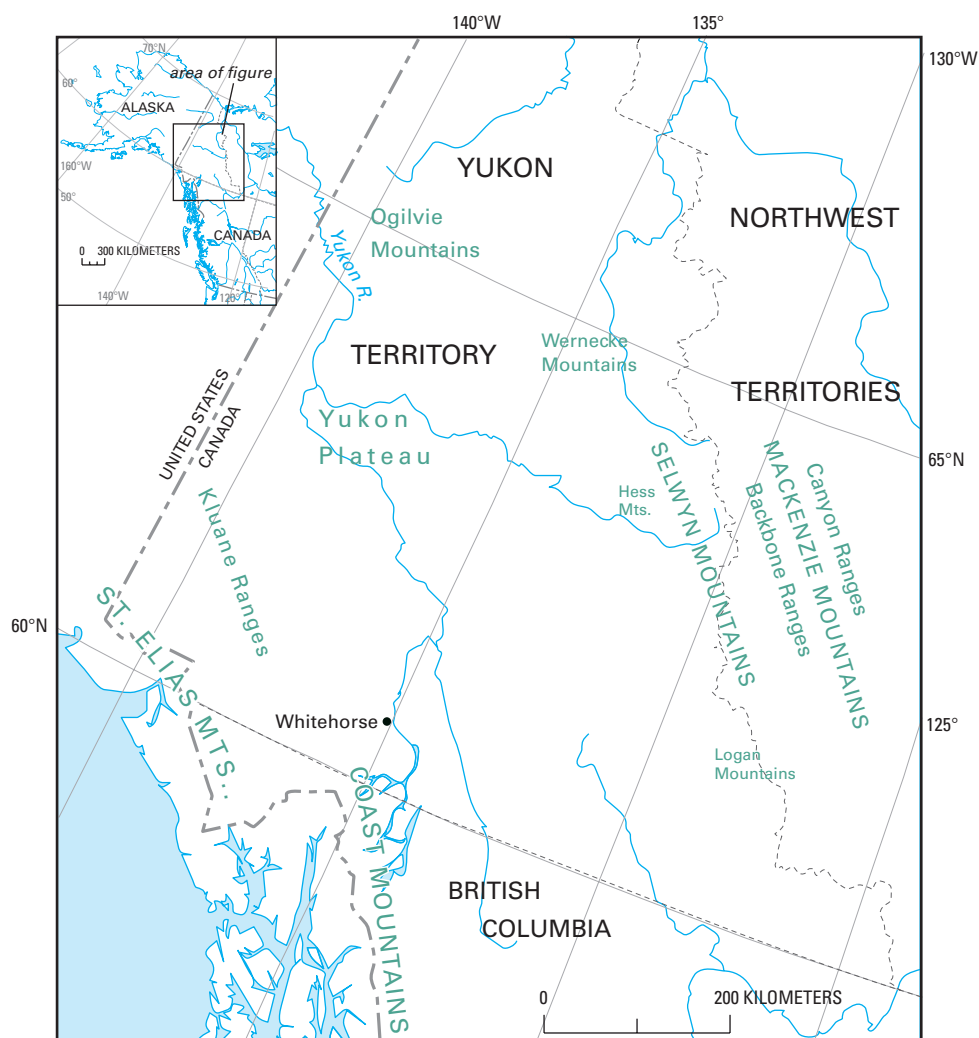 140°W
135°
130°W
70°N
area of figure
60°
ALASKA
160°W
50°
CANADA
0 300 KILOMETERS
140°W
120°
YUKON
Ogilvie
Mountains
NORTHWEST
Yukon R.
Wernecke
Mountains
TERRITORY
TERRITORIES
UNITED STATES
CANADA
Yukon
Plateau
65°N
Kluane Ranges
Hess
Mts.
SELWYN MOUNTAINS
Canyon Ranges
MACKENZIE MOUNTAINS
Backbone Ranges
60°N
ST. ELIAS MTS..
Whitehorse
125°
Logan
Mountains
COAST MOUNTAINS
BRITISH
COLUMBIA
0 200 KILOMETERS